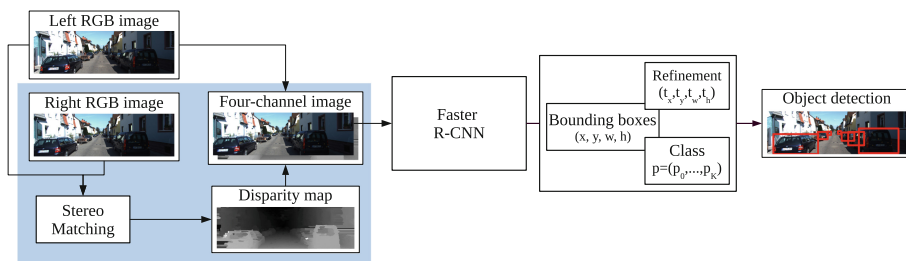 Left RGB image
Right RGB image
Stereo
Matching
Four-channel image
Disparity map
Faster
R-CNN
Refinement
(tx,ty,tw,th)
Bounding boxes
(x, y, w, h)
Class
p=(p0,...,pK)
Object detection